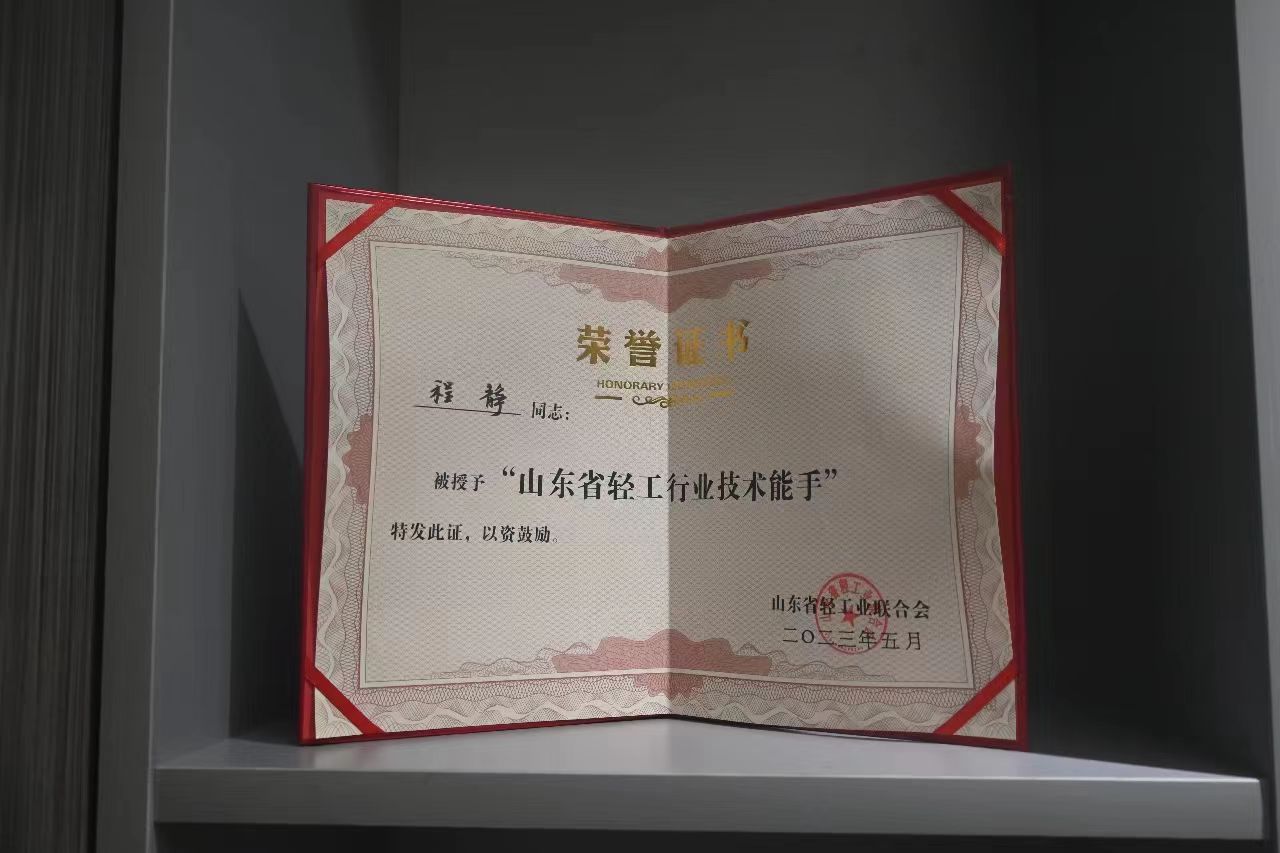 荣誉证书
HONORARY
程静同志：
被授予“山东省轻工行业技术能手”
特发此证，以资鼓励。
山东省轻工业联合会
二〇二三年五月